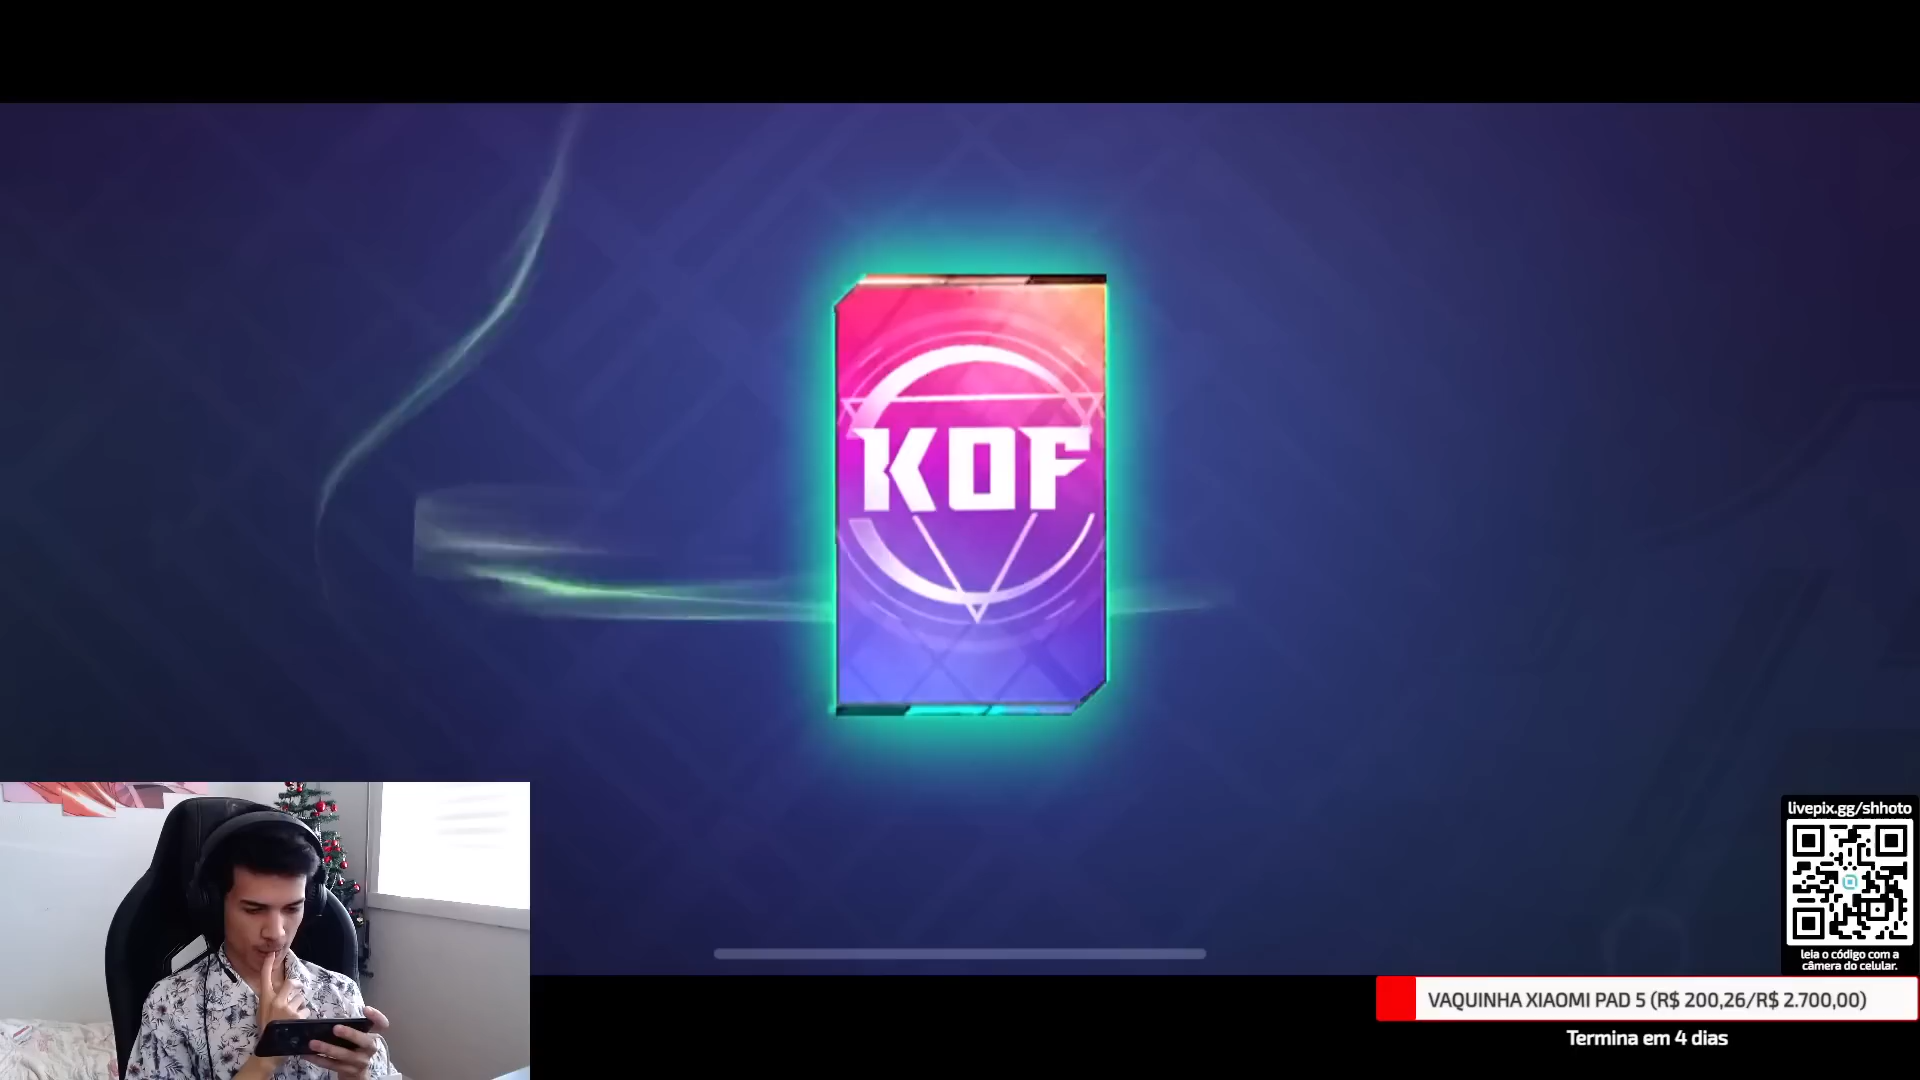 KOF
livepix.gg/shhoto
leia o código com a
câmera do celular.
VAQUINHA XIAOMI PAD 5 (R$ 200,26/R$ 2.700,00)
Termina em 4 dias